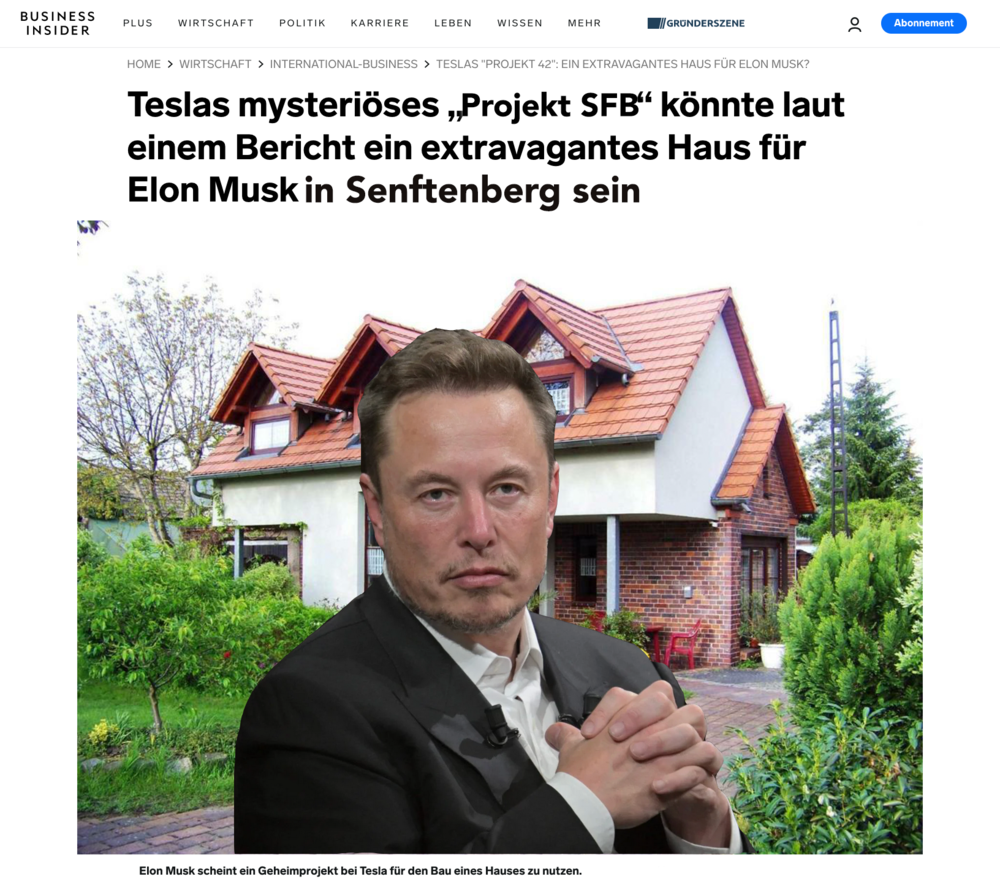 BUSINESS
INSIDER
PLUS WIRTSCHAFT POLITIK KARRIERE LEBEN WISSEN MEHR GRÜNDERSZENE Abonnement
HOME > WIRTSCHAFT > INTERNATIONAL-BUSINESS > TESLAS "PROJEKT 42": EIN EXTRAVAGANTES HAUS FÜR ELON MUSK?
Teslas mysteriöses „Projekt SFB“ könnte laut
einem Bericht ein extravagantes Haus für
Elon Musk in Senftenberg sein
Elon Musk scheint ein Geheimprojekt bei Tesla für den Bau eines Hauses zu nutzen.